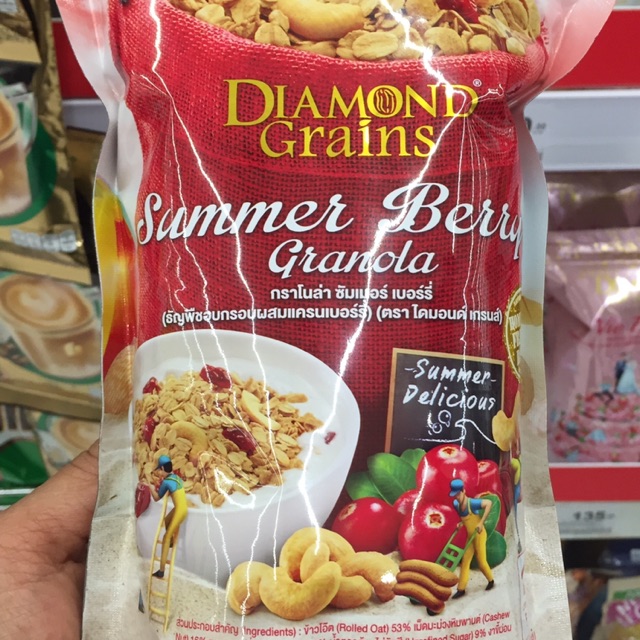 DIAMOND
Grains
Summer Berry
Granola
กราโนล่า ซัมเมอร์ เบอร์รี่
(ธัญพืชอบกรอบผสมแครนเบอร์รี่) (ตรา ไดมอนด์ เกรนส์)
-Summer-
Delicious
ส่วนประกอบสำคัญ (Ingredients) : ข้าวโอ๊ต (Rolled Oat) 53% เม็ดมะม่วงหิมพานต์ (Cashew
9%
135